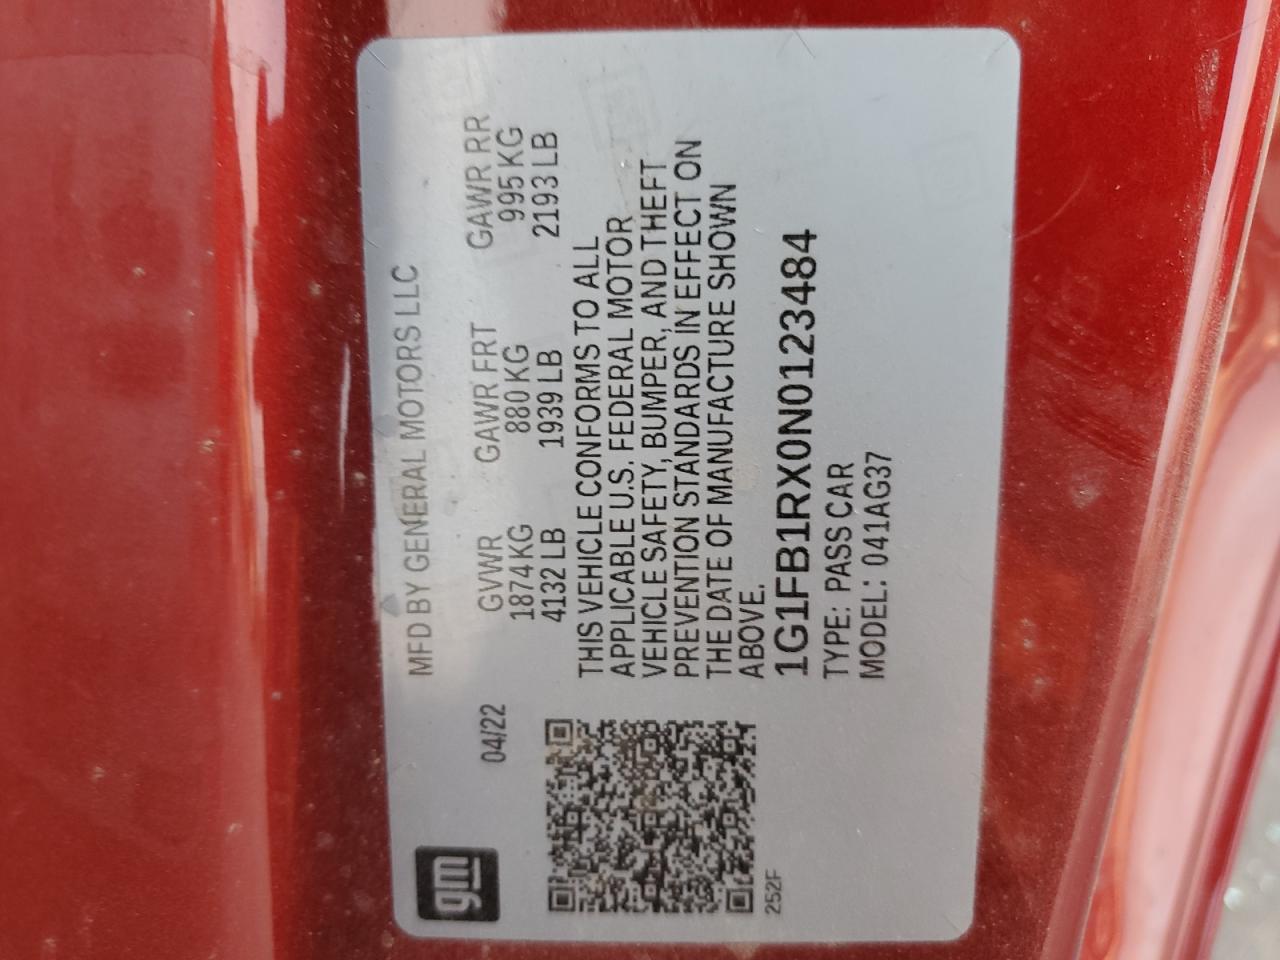 gm
MFD BY GENERAL MOTORS LLC
04/22
GVWR GAWR FRT GAWR RR
1874 KG 880 KG 995 KG
4132 LB 1939 LB 2193 LB
THIS VEHICLE CONFORMS TO ALL
APPLICABLE U.S. FEDERAL MOTOR
VEHICLE SAFETY, BUMPER, AND THEFT
PREVENTION STANDARDS IN EFFECT ON
THE DATE OF MANUFACTURE SHOWN
ABOVE.
1G1FB1RX0N0123484
TYPE: PASS CAR
MODEL: 041AG37
252F